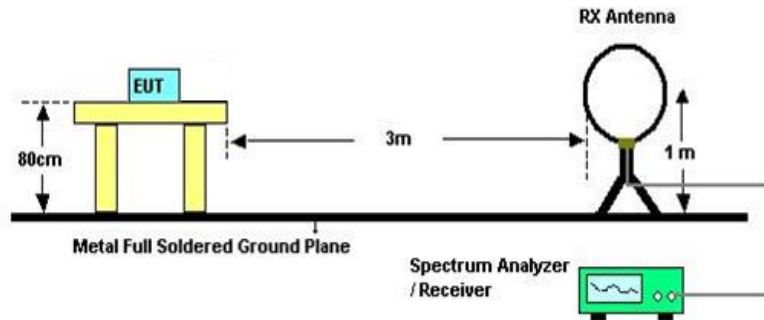 RX Antenna
EUT
80cm
3m
1 m
Metal Full Soldered Ground Plane
Spectrum Analyzer
/ Receiver